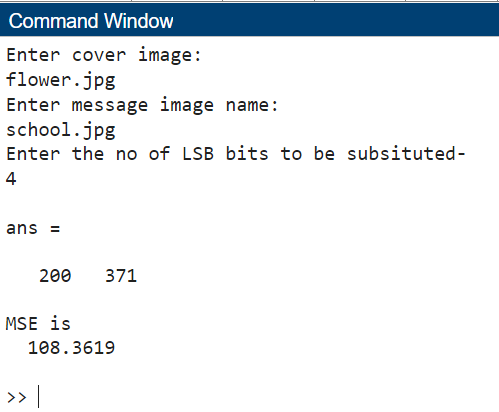 Command Window
Enter cover image:
flower.jpg
Enter message image name:
school.jpg
Enter the no of LSB bits to be subsituted-
4
ans =
200 371
MSE is
108.3619
>>